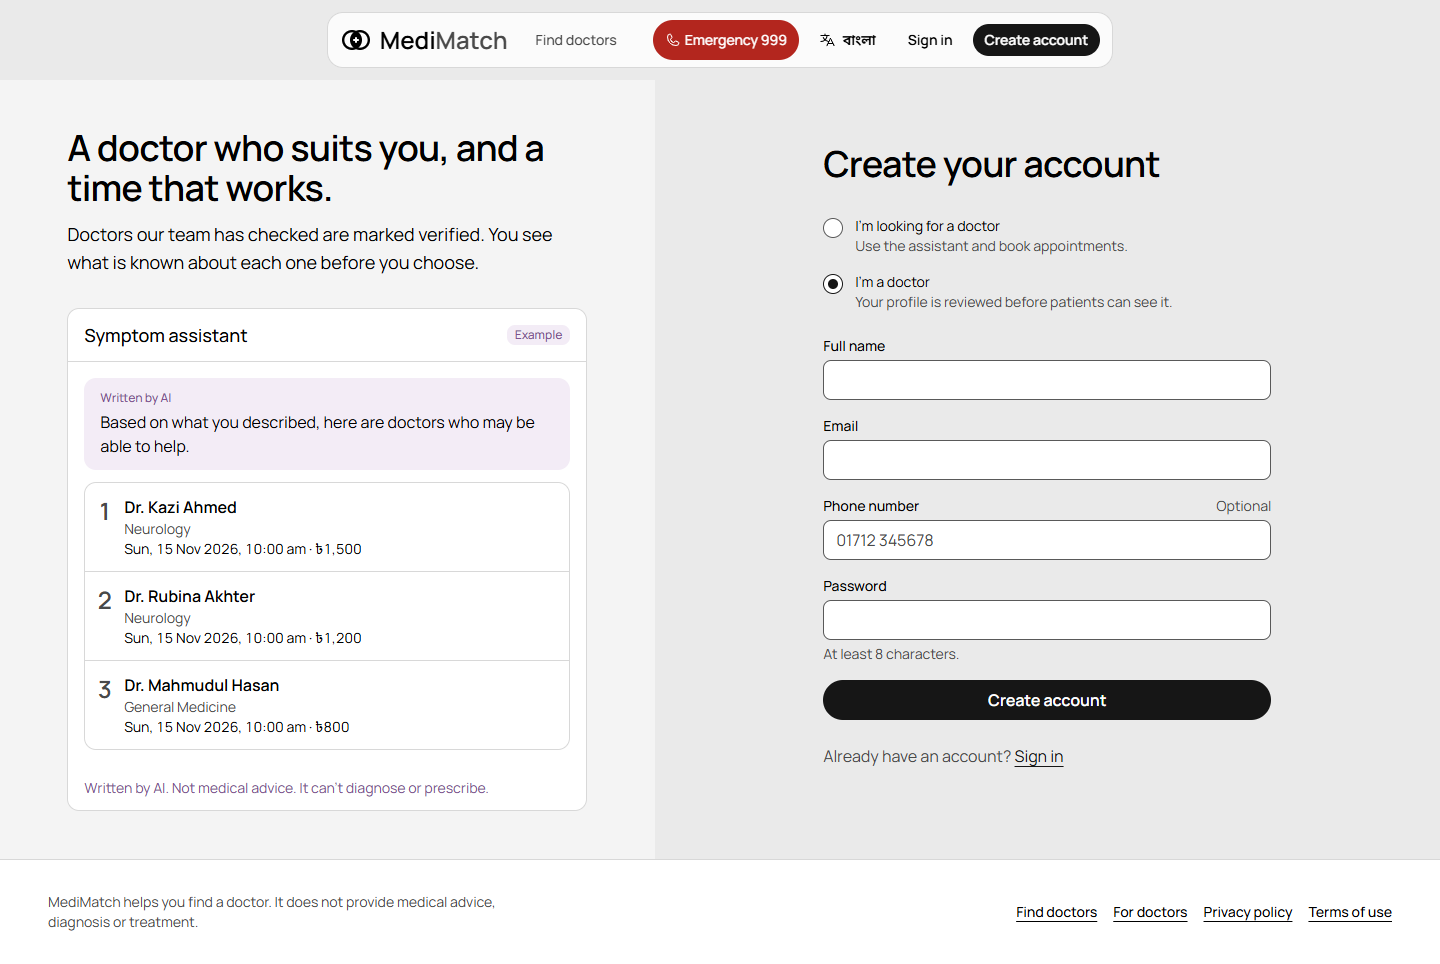 MediMatch
Find doctors
Emergency 999
বাংলা
Sign in
Create account
A doctor who suits you, and a
time that works.
Doctors our team has checked are marked verified. You see
what is known about each one before you choose.
Symptom assistant
Example
Written by AI
Based on what you described, here are doctors who may be
able to help.
1
Dr. Kazi Ahmed
Neurology
Sun, 15 Nov 2026, 10:00 am · ৳1,500
2
Dr. Rubina Akhter
Neurology
Sun, 15 Nov 2026, 10:00 am · ৳1,200
3
Dr. Mahmudul Hasan
General Medicine
Sun, 15 Nov 2026, 10:00 am · ৳800
Written by AI. Not medical advice. It can't diagnose or prescribe.
Create your account
I'm looking for a doctor
Use the assistant and book appointments.
I'm a doctor
Your profile is reviewed before patients can see it.
Full name
Email
Phone number
Optional
01712 345678
Password
At least 8 characters.
Create account
Already have an account? Sign in
MediMatch helps you find a doctor. It does not provide medical advice,
diagnosis or treatment.
Find doctors
For doctors
Privacy policy
Terms of use